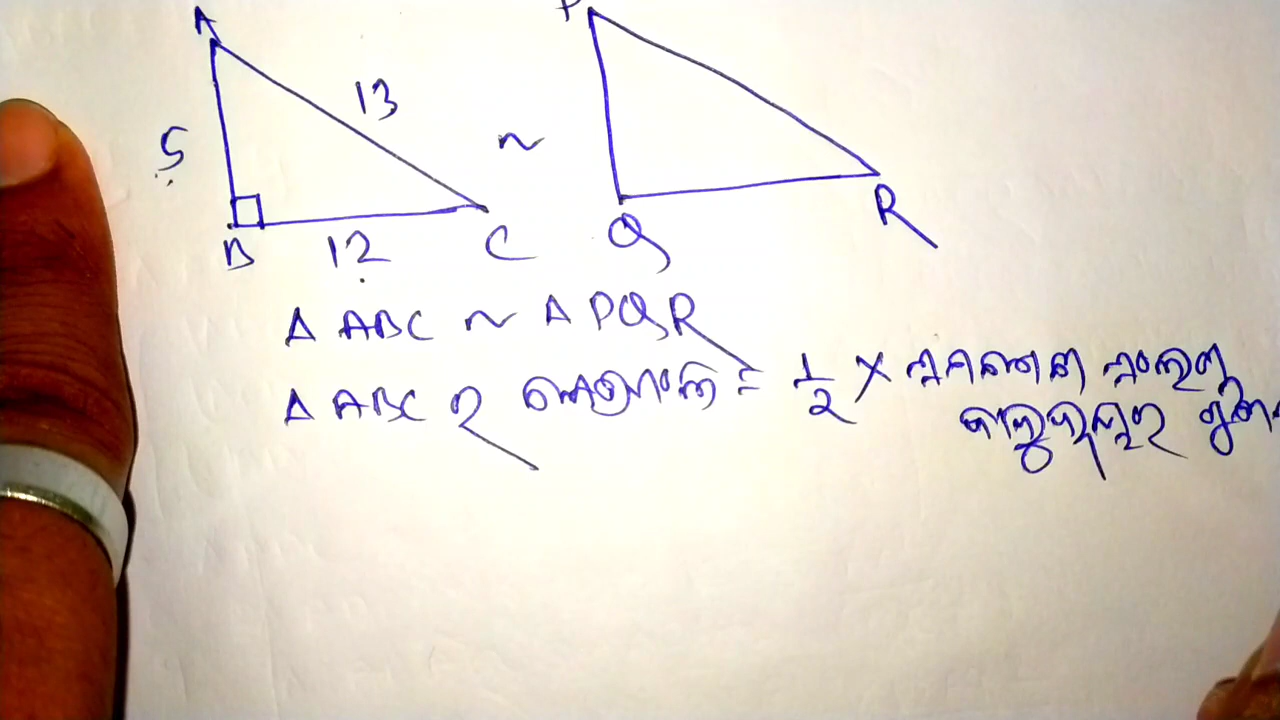 A
P
13
5
~
B
12
C
Q
R
Δ ABC ~ Δ PQR
Δ ABC ର କ୍ଷେତ୍ରଫଳ = 1/2 × ସମକୋଣ ସଂଲଗ୍ନ
ବାହୁଦ୍ୱୟର ଗୁଣ